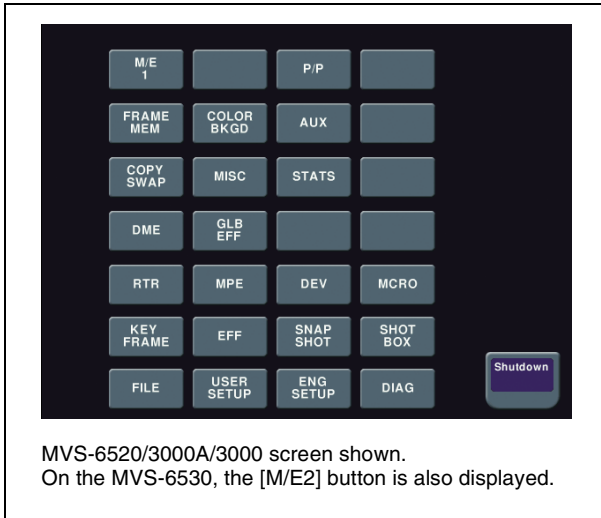 M/E
1
P/P
FRAME
MEM
COLOR
BKGD
AUX
COPY
SWAP
MISC
STATS
DME
GLB
EFF
RTR
MPE
DEV
MCRO
KEY
FRAME
EFF
SNAP
SHOT
SHOT
BOX
FILE
USER
SETUP
ENG
SETUP
DIAG
Shutdown
MVS-6520/3000A/3000 screen shown.
On the MVS-6530, the [M/E2] button is also displayed.